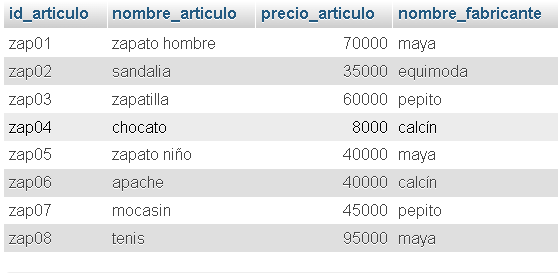 id_articulo nombre_articulo precio_articulo nombre_fabricante
zap01 zapato hombre 70000 maya
zap02 sandalia 35000 equimoda
zap03 zapatilla 60000 pepito
zap04 chocato 8000 calcín
zap05 zapato niño 40000 maya
zap06 apache 40000 calcín
zap07 mocasin 45000 pepito
zap08 tenis 95000 maya